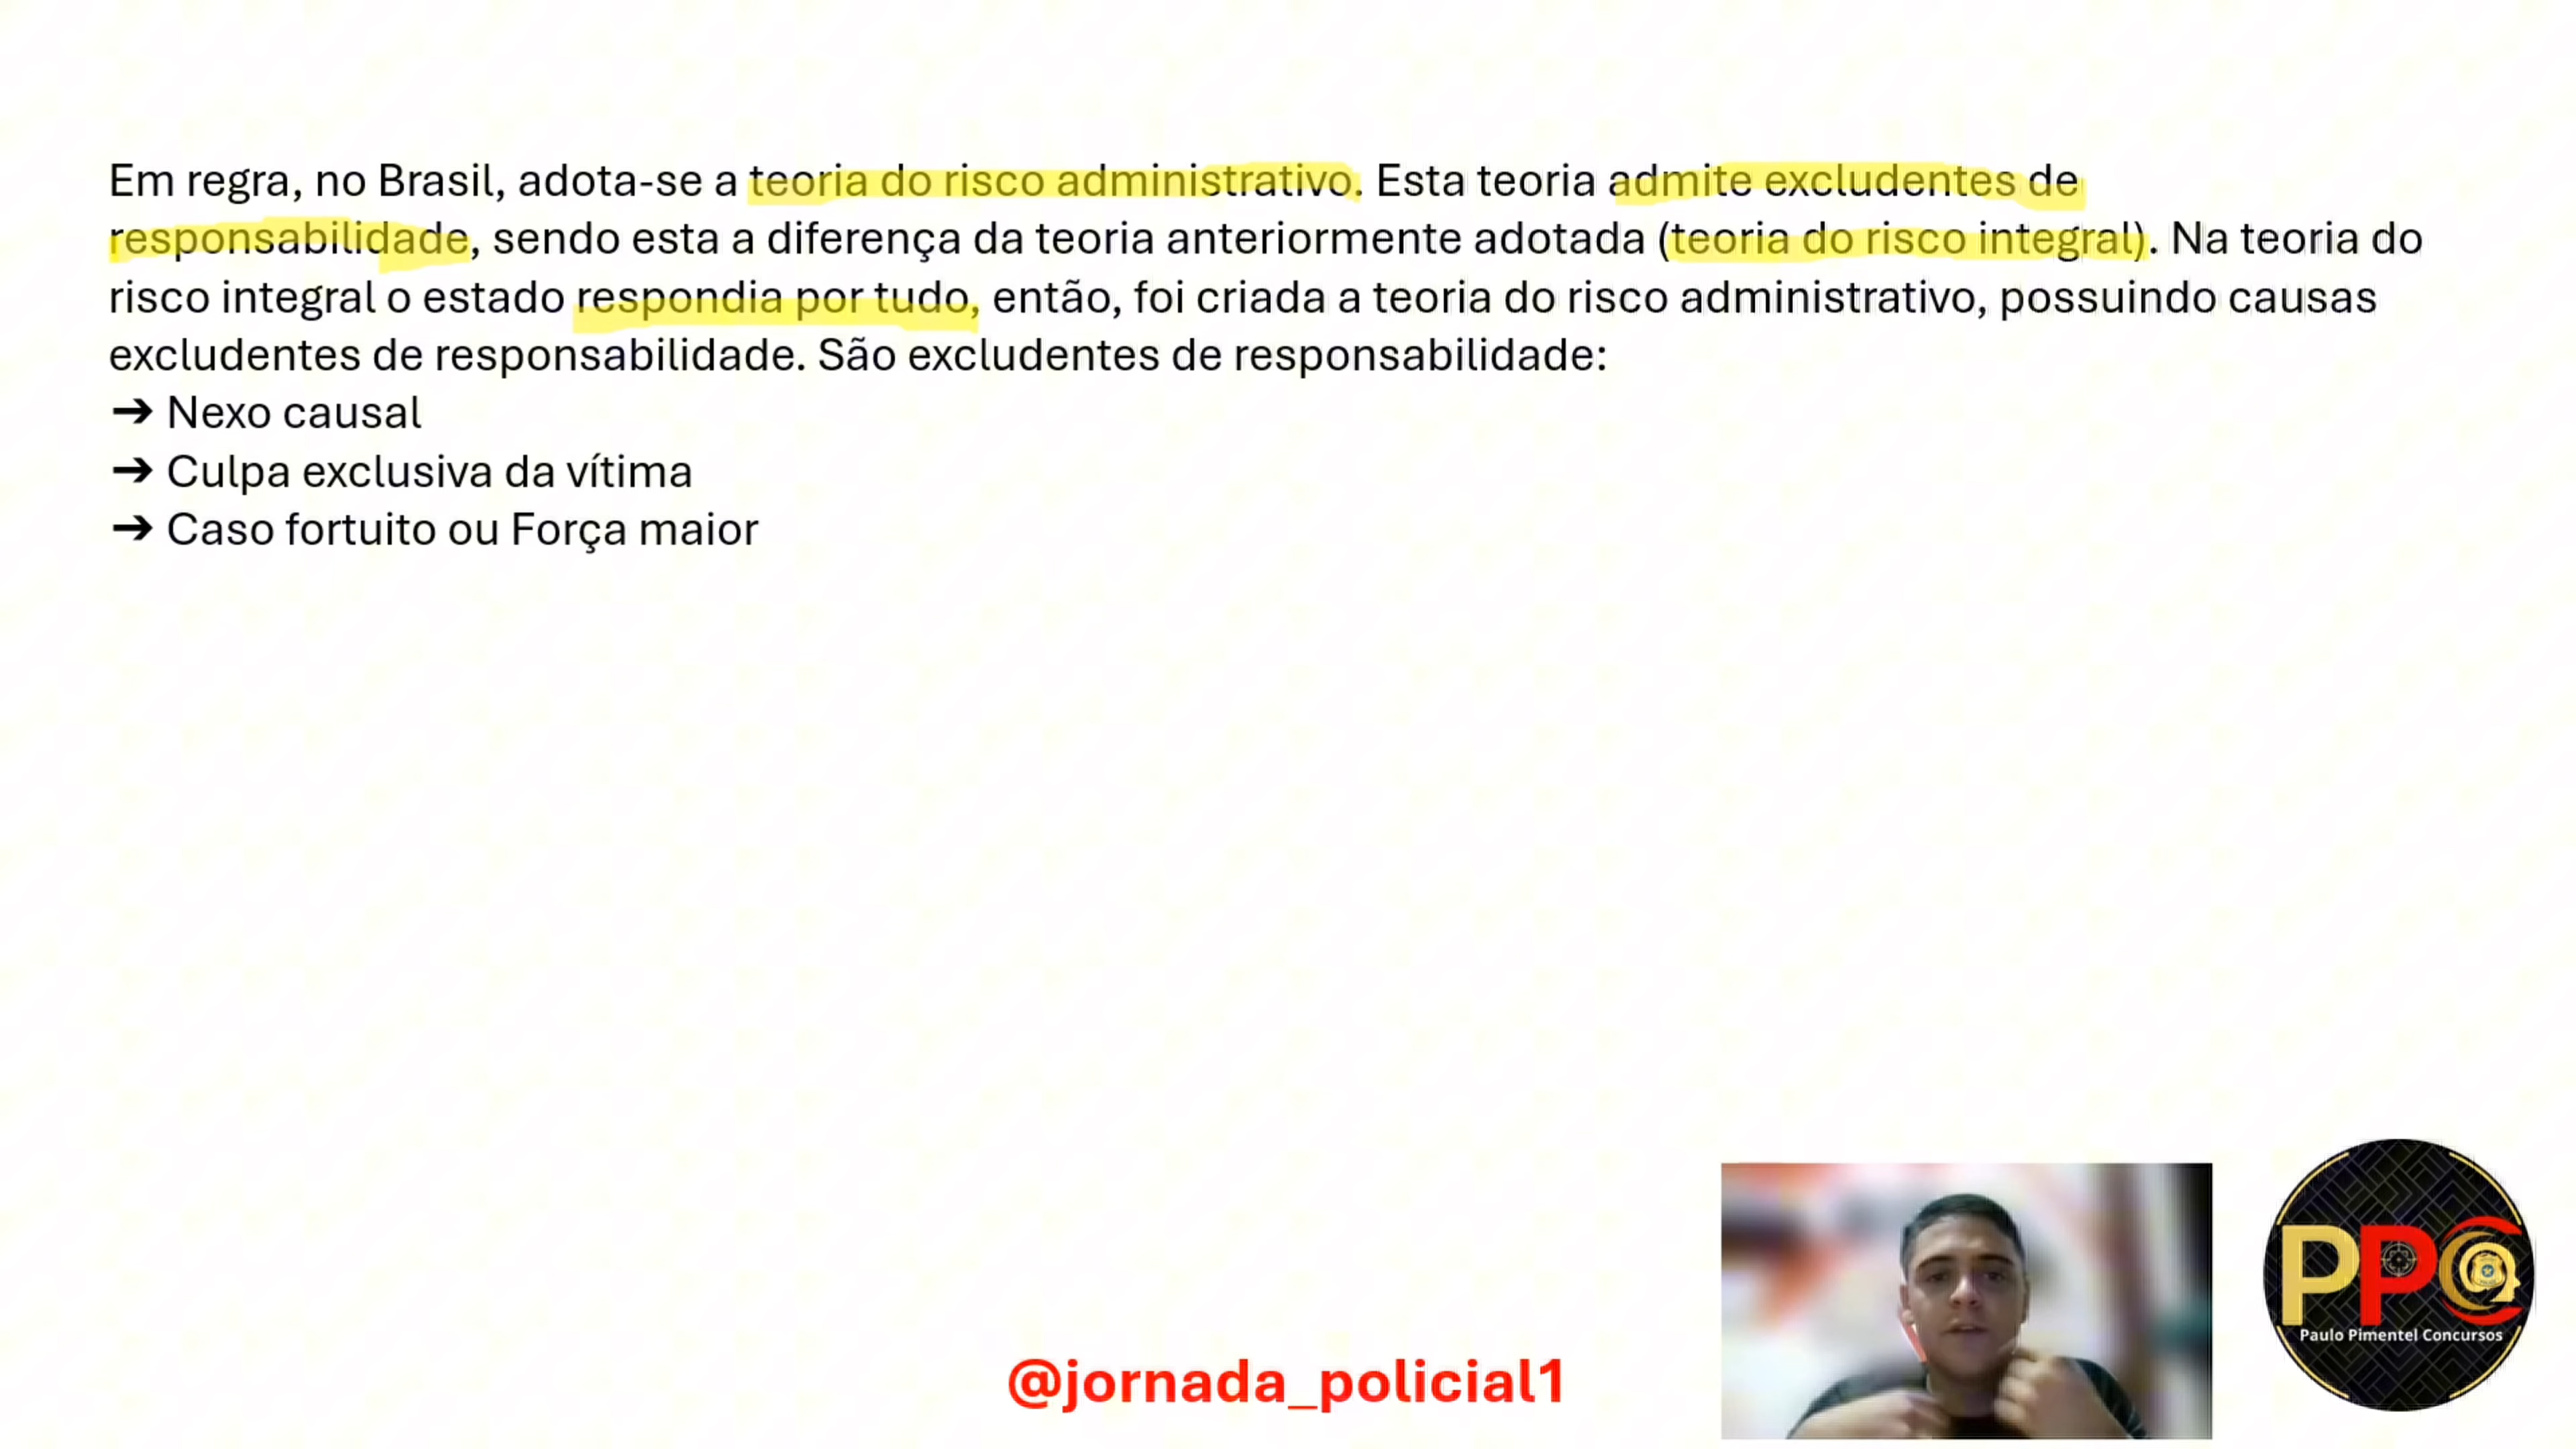 Em regra, no Brasil, adota-se a teoria do risco administrativo. Esta teoria admite excludentes de
responsabilidade, sendo esta a diferença da teoria anteriormente adotada (teoria do risco integral). Na teoria do
risco integral o estado respondia por tudo, então, foi criada a teoria do risco administrativo, possuindo causas
excludentes de responsabilidade. São excludentes de responsabilidade:
➔ Nexo causal
➔ Culpa exclusiva da vítima
➔ Caso fortuito ou Força maior
PPC
Paulo Pimentel Concursos
@jornada_policial1